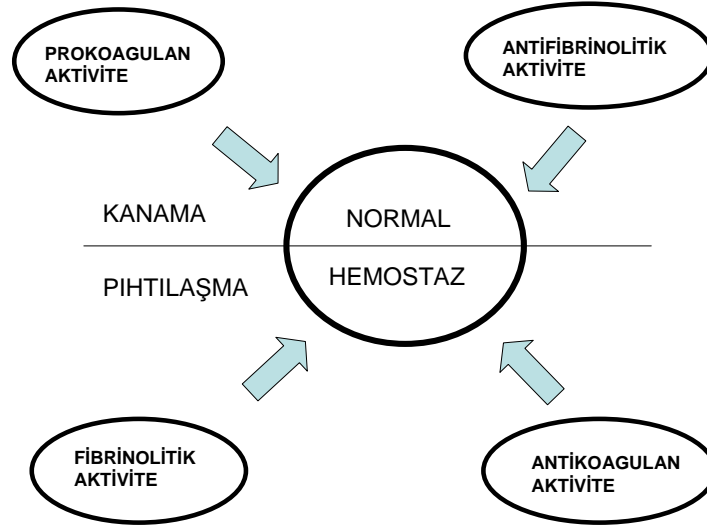 PROKOAGULAN
AKTİVİTE
ANTİFİBRİNOLİTİK
AKTİVİTE
KANAMA
NORMAL
PIHTILAŞMA
HEMOSTAZ
FİBRİNOLİTİK
AKTİVİTE
ANTİKOAGULAN
AKTİVİTE